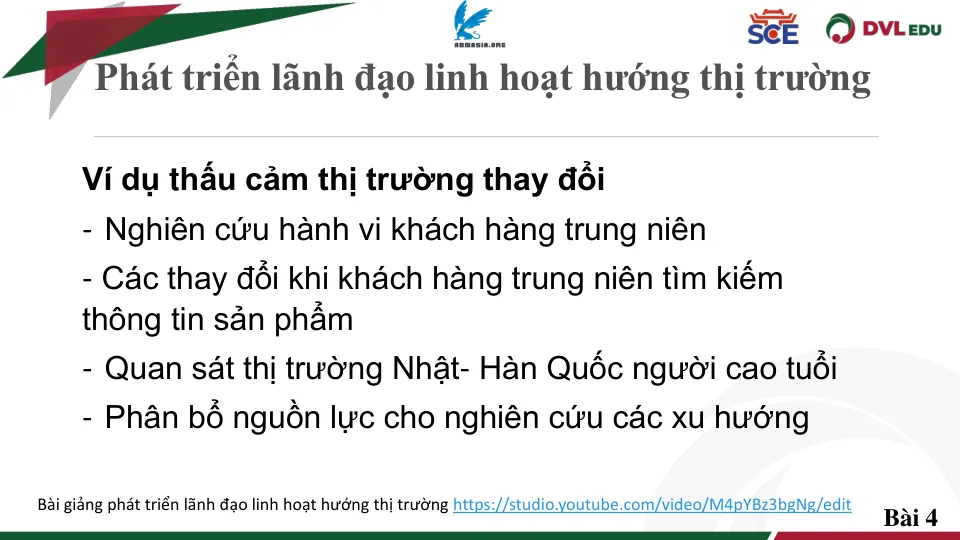 AHMASIA.ORG
SCE
DVL EDU
Phát triển lãnh đạo linh hoạt hướng thị trường
Ví dụ thấu cảm thị trường thay đổi
- Nghiên cứu hành vi khách hàng trung niên
- Các thay đổi khi khách hàng trung niên tìm kiếm
thông tin sản phẩm
- Quan sát thị trường Nhật- Hàn Quốc người cao tuổi
- Phân bổ nguồn lực cho nghiên cứu các xu hướng
Bài giảng phát triển lãnh đạo linh hoạt hướng thị trường https://studio.youtube.com/video/M4pYBz3bgNg/edit
Bài 4